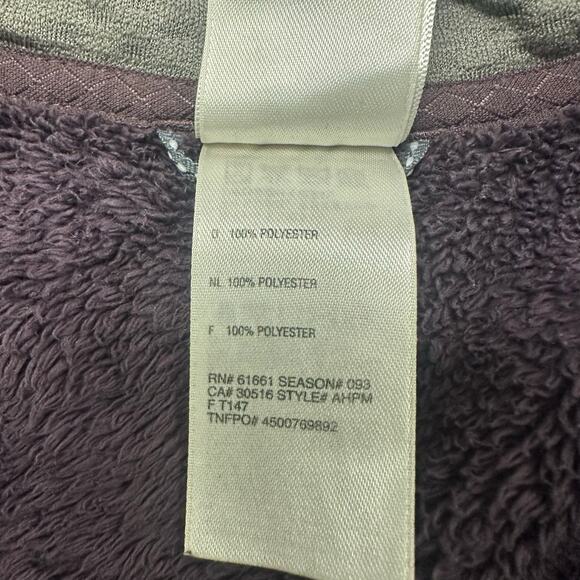 D 100% POLYESTER
NL 100% POLYESTER
F 100% POLYESTER
RN# 61661 SEASON# 093
CA# 30516 STYLE# AHPM
F T147
TNFPO# 4500769892